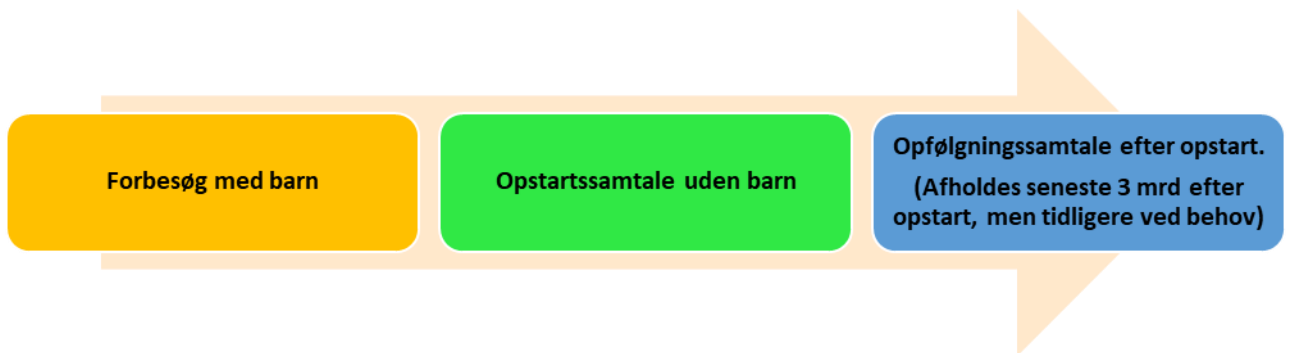 Forbesøg med barn
Opstartssamtale uden barn
Opfølgningssamtale efter opstart.
(Afholdes seneste 3 mrd efter
opstart, men tidligere ved behov)